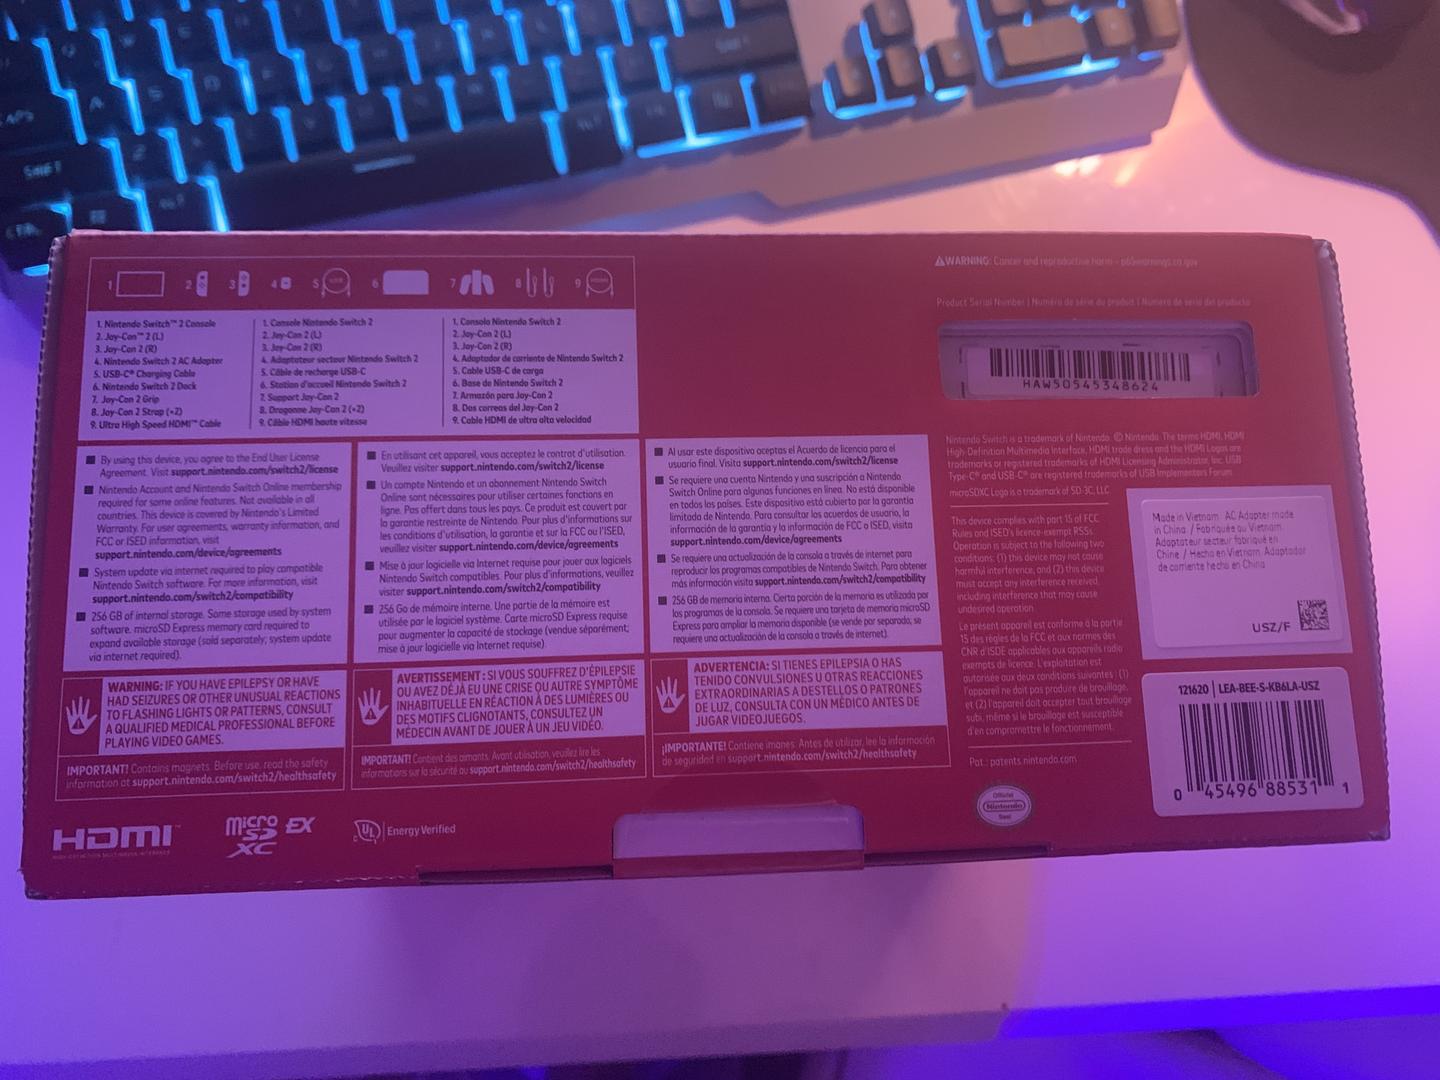 CAPS
A
SHIFT
Z
CTRL
ALT
1 2 3 4 5 6 7 8 9
1. Nintendo Switch™ 2 Console
2. Joy-Con™ 2 (L)
3. Joy-Con 2 (R)
4. Nintendo Switch 2 AC Adapter
5. USB-C® Charging Cable
6. Nintendo Switch 2 Dock
7. Joy-Con 2 Grip
8. Joy-Con 2 Strap (×2)
9. Ultra High Speed HDMI™ Cable
1. Console Nintendo Switch 2
2. Joy-Con 2 (L)
3. Joy-Con 2 (R)
4. Adaptateur secteur Nintendo Switch 2
5. Câble de recharge USB-C
6. Station d'accueil Nintendo Switch 2
7. Support Joy-Con 2
8. Dragonne Joy-Con 2 (×2)
9. Câble HDMI haute vitesse
1. Consola Nintendo Switch 2
2. Joy-Con 2 (L)
3. Joy-Con 2 (R)
4. Adaptador de corriente de Nintendo Switch 2
5. Cable USB-C de carga
6. Base de Nintendo Switch 2
7. Armazón para Joy-Con 2
8. Dos correas del Joy-Con 2
9. Cable HDMI de ultra alta velocidad
■ By using this device, you agree to the End User License
Agreement. Visit support.nintendo.com/switch2/license
■ Nintendo Account and Nintendo Switch Online membership
required for some online features. Not available in all
countries. This device is covered by Nintendo's Limited
Warranty. For user agreements, warranty information, and
FCC or ISED information, visit
support.nintendo.com/device/agreements
■ System update via internet required to play compatible
Nintendo Switch software. For more information, visit
support.nintendo.com/switch2/compatibility
■ 256 GB of internal storage. Some storage used by system
software. microSD Express memory card required to
expand available storage (sold separately; system update
via internet required).
■ En utilisant cet appareil, vous acceptez le contrat d'utilisation.
Veuillez visiter support.nintendo.com/switch2/license
■ Un compte Nintendo et un abonnement Nintendo Switch
Online sont nécessaires pour utiliser certaines fonctions en
ligne. Pas offert dans tous les pays. Ce produit est couvert par
la garantie restreinte de Nintendo. Pour plus d'informations sur
les conditions d'utilisation, la garantie et sur la FCC ou l'ISED,
veuillez visiter support.nintendo.com/device/agreements
■ Mise à jour logicielle via Internet requise pour jouer aux logiciels
Nintendo Switch compatibles. Pour plus d'informations, veuillez
visiter support.nintendo.com/switch2/compatibility
■ 256 Go de mémoire interne. Une partie de la mémoire est
utilisée par le logiciel système. Carte microSD Express requise
pour augmenter la capacité de stockage (vendue séparément;
mise à jour logicielle via Internet requise).
■ Al usar este dispositivo aceptas el Acuerdo de licencia para el
usuario final. Visita support.nintendo.com/switch2/license
■ Se requiere una cuenta Nintendo y una suscripción a Nintendo
Switch Online para algunas funciones en línea. No está disponible
en todos los países. Este dispositivo está cubierto por la garantía
limitada de Nintendo. Para consultar los acuerdos de usuario, la
información de la garantía y la información de FCC o ISED, visita
support.nintendo.com/device/agreements
■ Se requiere una actualización de la consola a través de internet para
reproducir los programas compatibles de Nintendo Switch. Para obtener
más información visita support.nintendo.com/switch2/compatibility
■ 256 GB de memoria interna. Cierta porción de la memoria es utilizada por
los programas de la consola. Se requiere una tarjeta de memoria microSD
Express para ampliar la memoria disponible (se vende por separado; se
requiere una actualización de la consola a través de internet).
WARNING: IF YOU HAVE EPILEPSY OR HAVE
HAD SEIZURES OR OTHER UNUSUAL REACTIONS
TO FLASHING LIGHTS OR PATTERNS, CONSULT
A QUALIFIED MEDICAL PROFESSIONAL BEFORE
PLAYING VIDEO GAMES.
IMPORTANT! Contains magnets. Before use, read the safety
information at support.nintendo.com/switch2/healthsafety
AVERTISSEMENT : SI VOUS SOUFFREZ D'ÉPILEPSIE
OU AVEZ DÉJÀ EU UNE CRISE OU AUTRE SYMPTÔME
INHABITUELLE EN RÉACTION À DES LUMIÈRES OU
DES MOTIFS CLIGNOTANTS, CONSULTEZ UN
MÉDECIN AVANT DE JOUER À UN JEU VIDÉO.
IMPORTANT! Contient des aimants. Avant utilisation, veuillez lire les
informations sur la sécurité au support.nintendo.com/switch2/healthsafety
ADVERTENCIA: SI TIENES EPILEPSIA O HAS
TENIDO CONVULSIONES U OTRAS REACCIONES
EXTRAORDINARIAS A DESTELLOS O PATRONES
DE LUZ, CONSULTA CON UN MÉDICO ANTES DE
JUGAR VIDEOJUEGOS.
¡IMPORTANTE! Contiene imanes. Antes de utilizar, lee la información
de seguridad en support.nintendo.com/switch2/healthsafety
HDMI™
HIGH-DEFINITION MULTIMEDIA INTERFACE
micro SD XC EX
UL Energy Verified
WARNING: Cancer and reproductive harm - p65warnings.ca.gov
Product Serial Number | Numéro de série du produit | Número de serie del producto
HAW50545348624
Nintendo Switch is a trademark of Nintendo. © Nintendo. The terms HDMI, HDMI
High-Definition Multimedia Interface, HDMI trade dress and the HDMI Logos are
trademarks or registered trademarks of HDMI Licensing Administrator, Inc. USB
Type-C® and USB-C® are registered trademarks of USB Implementers Forum.
microSDXC Logo is a trademark of SD-3C, LLC.
This device complies with part 15 of FCC
Rules and ISED's licence-exempt RSSs.
Operation is subject to the following two
conditions: (1) this device may not cause
harmful interference, and (2) this device
must accept any interference received,
including interference that may cause
undesired operation.
Le présent appareil est conforme à la partie
15 des règles de la FCC et aux normes des
CNR d'ISDE applicables aux appareils radio
exempts de licence. L'exploitation est
autorisée aux deux conditions suivantes : (1)
l'appareil ne doit pas produire de brouillage,
et (2) l'appareil doit accepter tout brouillage
subi, même si le brouillage est susceptible
d'en compromettre le fonctionnement.
Pat.: patents.nintendo.com
Official
Nintendo
Seal
Made in Vietnam. AC Adapter made
in China. / Fabriquée au Vietnam.
Adaptateur secteur fabriqué en
Chine. / Hecho en Vietnam. Adaptador
de corriente hecho en China.
USZ/F
121620 | LEA-BEE-S-KB6LA-USZ
0 45496 88531 1